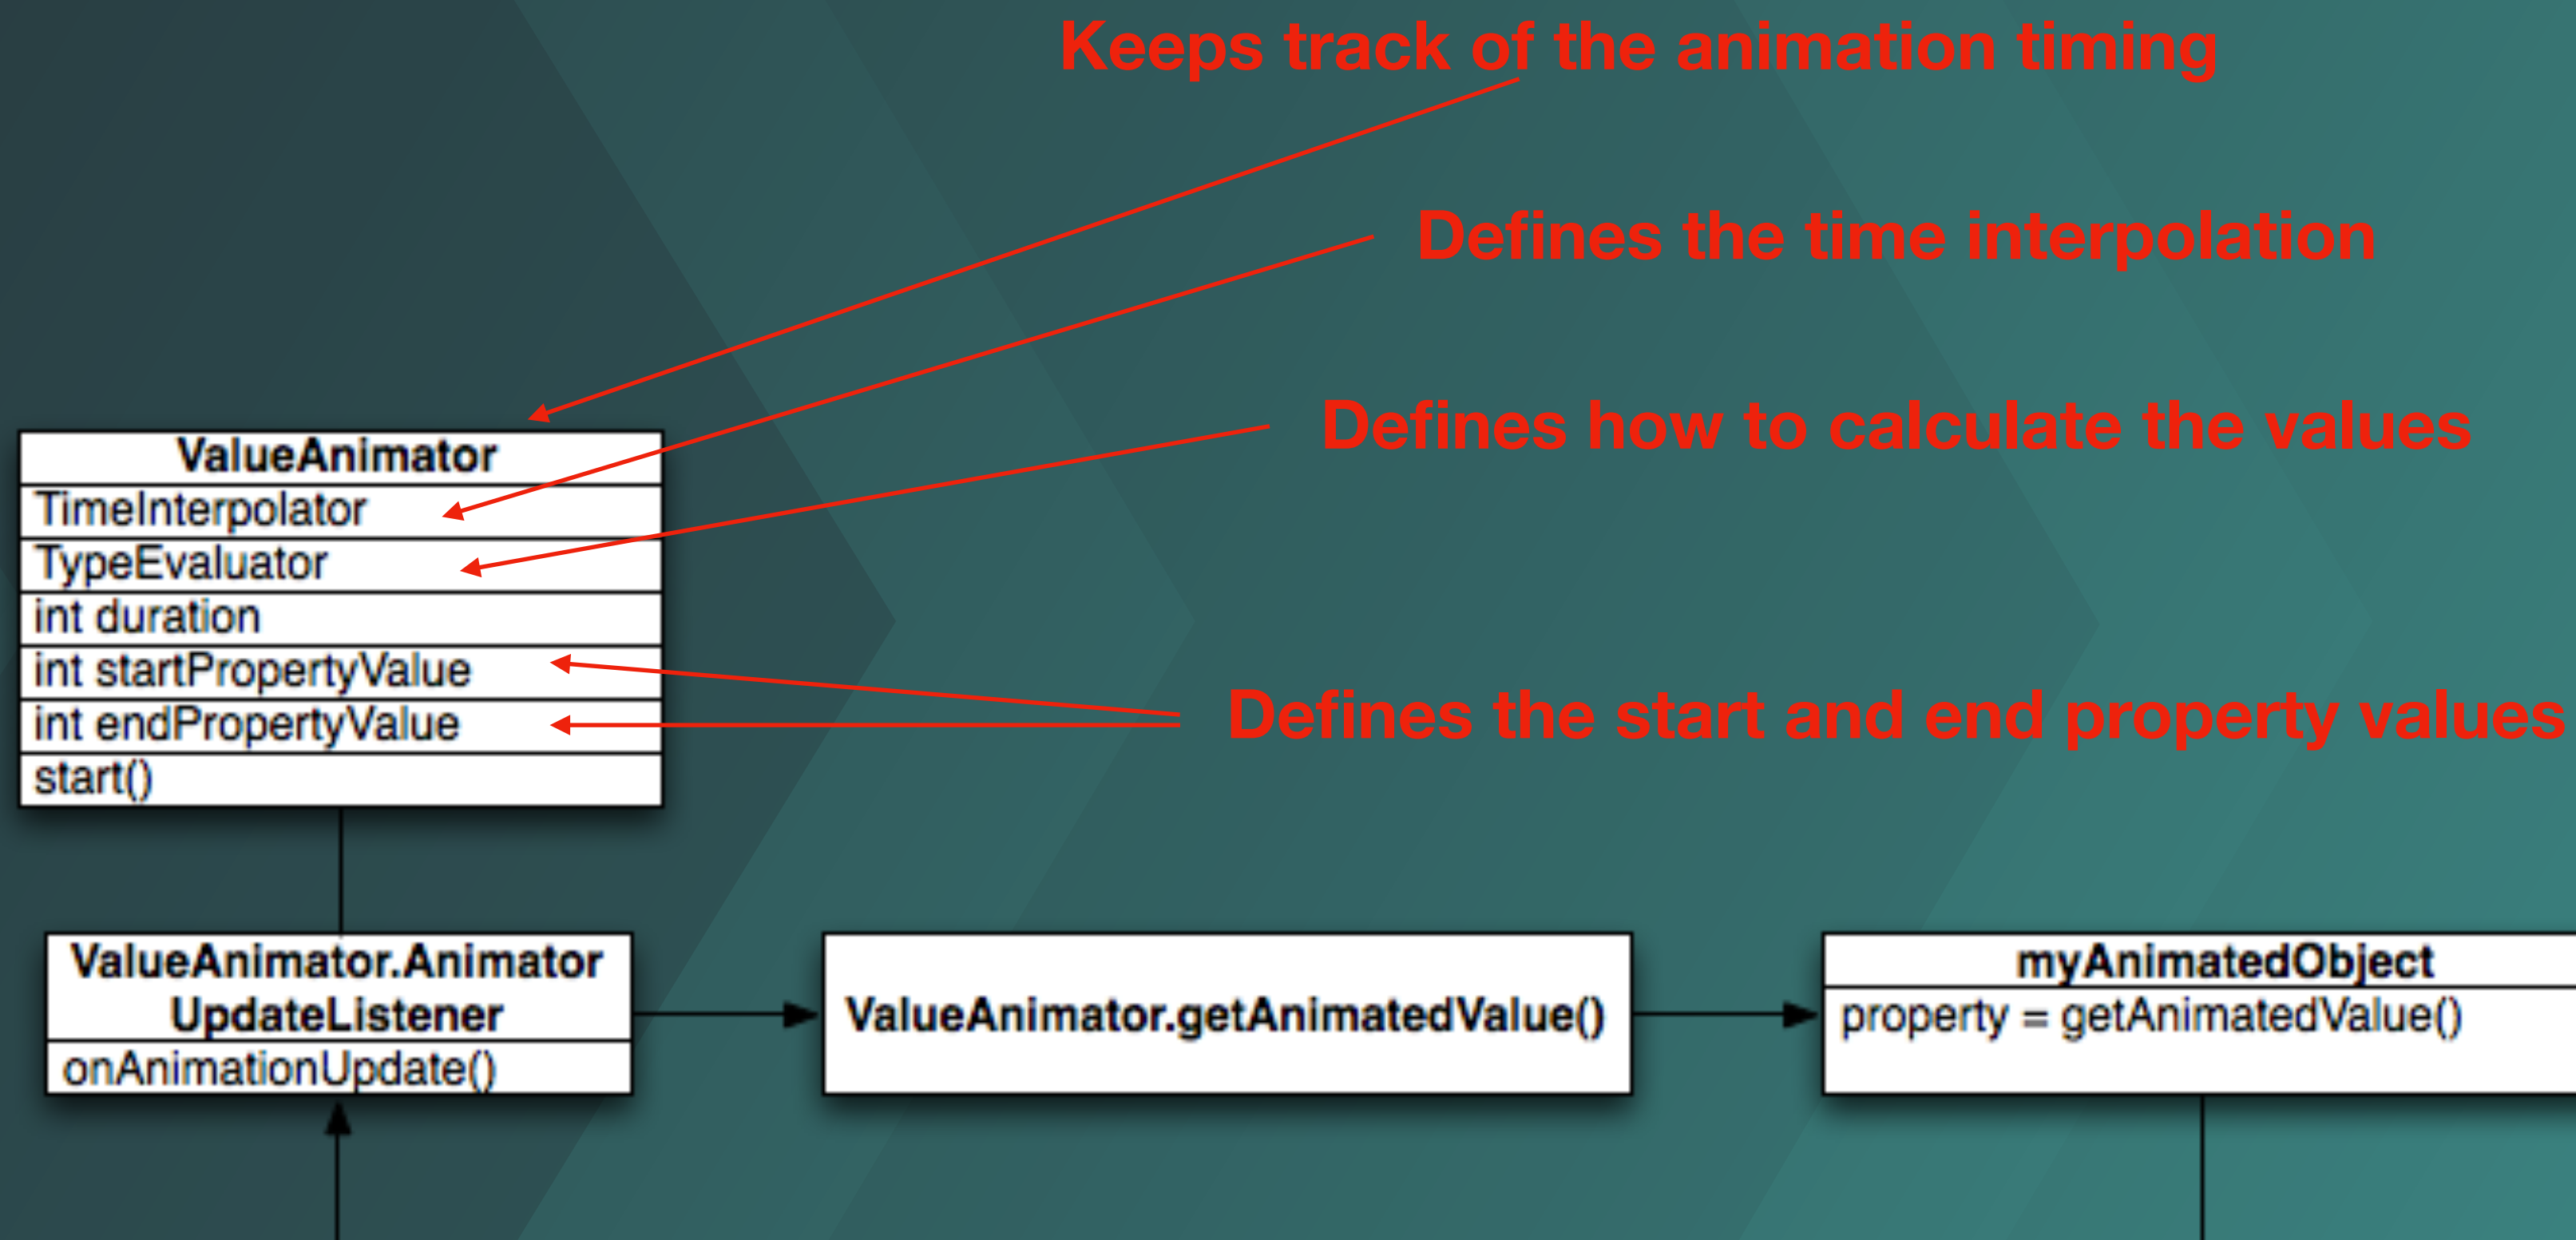 Keeps track of the animation timing
Defines the time interpolation
Defines how to calculate the values
ValueAnimator
TimeInterpolator
TypeEvaluator
int duration
int startPropertyValue
int endPropertyValue
start()
Defines the start and end property values
ValueAnimator.Animator
UpdateListener
onAnimationUpdate()
ValueAnimator.getAnimatedValue()
myAnimatedObject
property = getAnimatedValue()